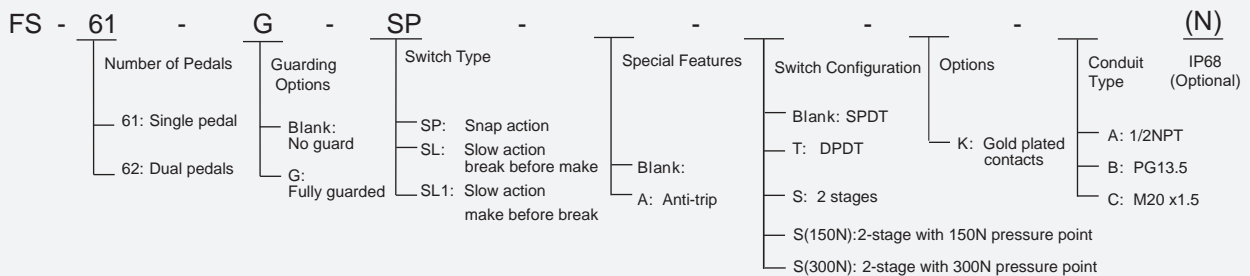 FS - 61 - G - SP - - - - (N)
Number of Pedals
61: Single pedal
62: Dual pedals
Guarding
Options
Blank:
No guard
G:
Fully guarded
Switch Type
SP: Snap action
SL: Slow action
break before make
SL1: Slow action
make before break
Special Features
Blank:
A: Anti-trip
Switch Configuration
Blank: SPDT
T: DPDT
S: 2 stages
S(150N):2-stage with 150N pressure point
S(300N): 2-stage with 300N pressure point
Options
K: Gold plated
contacts
Conduit
Type
A: 1/2NPT
B: PG13.5
C: M20 x1.5
IP68
(Optional)